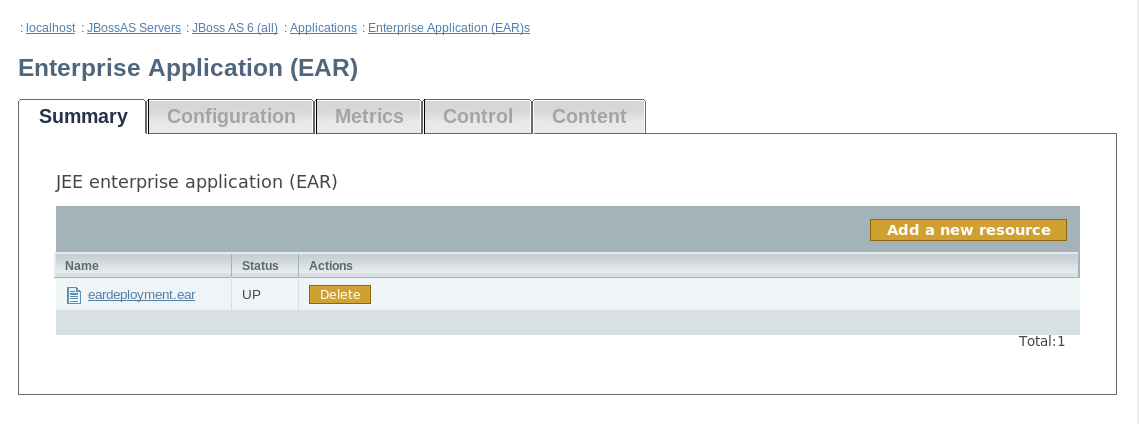 : localhost : JBossAS Servers : JBoss AS 6 (all) : Applications : Enterprise Application (EAR)s
Enterprise Application (EAR)
Summary Configuration Metrics Control Content
JEE enterprise application (EAR)
Add a new resource
Name Status Actions
eardeployment.ear UP Delete
Total:1